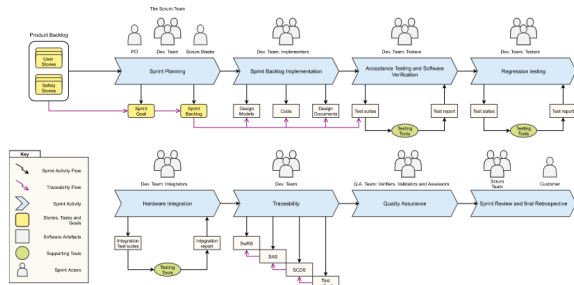 The Scrum Team
Product Backlog
User
Stories
Safety
Stories
PO
Dev. Team
Scrum Master
Sprint Planning
Sprint
Goal
Sprint
Backlog
Dev. Team: Implementers
Sprint Backlog Implementation
Design
Models
Code
Design
Documents
Dev. Team: Testers
Acceptance Testing and Software
Verification
Test suites
Testing
Tools
Test report
Dev. Team: Testers
Regression testing
Test suites
Testing
Tools
Test report
Key
Sprint Activity Flow
Traceability Flow
Sprint Activity
Stories, Tasks and
Goals
Software Artefacts
Supporting Tools
Sprint Actors
Dev. Team: Integrators
Hardware Integration
Integration
Test suites
Testing
Tools
Integration
report
Dev. Team
Traceability
SwRS
SAS
SCDS
Test
Q.A. Team: Verifiers, Validators and Assessors
Quality Assurance
Scrum
Team
Customer
Sprint Review and final Retrospective